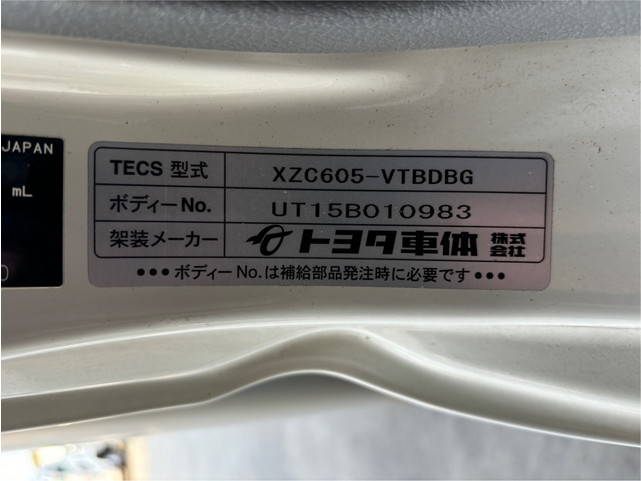 JAPAN
mL
TECS 型式 XZC605-VTBDBG
ボディーNo. UT15B010983
架装メーカー トヨタ車体 株式会社
●●●ボディーNo.は補給部品発注時に必要です●●●